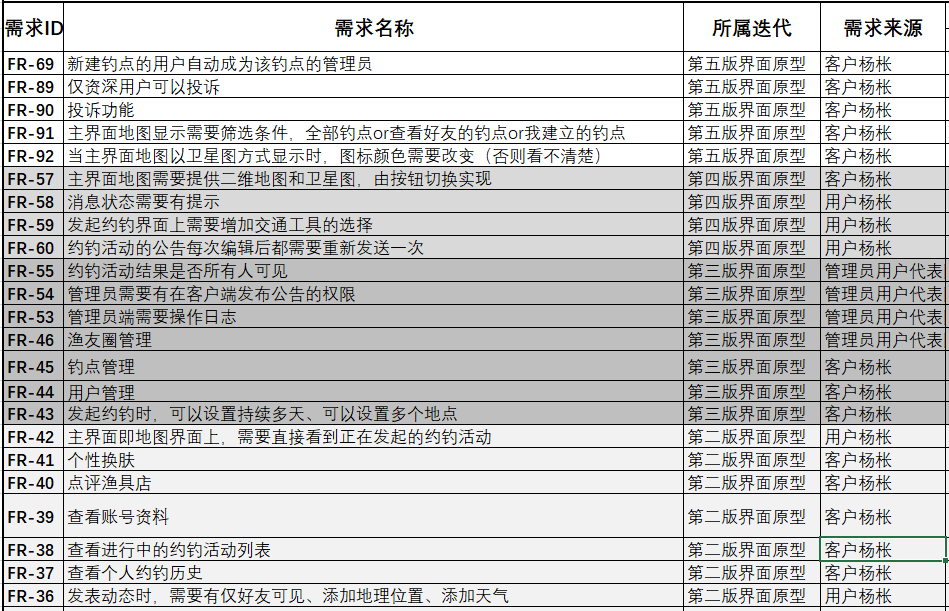 需求ID 需求名称 所属迭代 需求来源
FR-69 新建钓点的用户自动成为该钓点的管理员 第五版界面原型 客户杨枨
FR-89 仅资深用户可以投诉 第五版界面原型 客户杨枨
FR-90 投诉功能 第五版界面原型 客户杨枨
FR-91 主界面地图显示需要筛选条件，全部钓点or查看好友的钓点or我建立的钓点 第五版界面原型 客户杨枨
FR-92 当主界面地图以卫星图方式显示时，图标颜色需要改变（否则看不清楚） 第五版界面原型 客户杨枨
FR-57 主界面地图需要提供二维地图和卫星图，由按钮切换实现 第四版界面原型 客户杨枨
FR-58 消息状态需要有提示 第四版界面原型 用户杨枨
FR-59 发起约钓界面上需要增加交通工具的选择 第四版界面原型 用户杨枨
FR-60 约钓活动的公告每次编辑后都需要重新发送一次 第四版界面原型 用户杨枨
FR-55 约钓活动结果是否所有人可见 第三版界面原型 管理员用户代表
FR-54 管理员需要有在客户端发布公告的权限 第三版界面原型 管理员用户代表
FR-53 管理员端需要操作日志 第三版界面原型 管理员用户代表
FR-46 渔友圈管理 第三版界面原型 管理员用户代表
FR-45 钓点管理 第三版界面原型 客户杨枨
FR-44 用户管理 第三版界面原型 客户杨枨
FR-43 发起约钓时，可以设置持续多天、可以设置多个地点 第三版界面原型 客户杨枨
FR-42 主界面即地图界面上，需要直接看到正在发起的约钓活动 第二版界面原型 用户杨枨
FR-41 个性换肤 第二版界面原型 客户杨枨
FR-40 点评渔具店 第二版界面原型 客户杨枨
FR-39 查看账号资料 第二版界面原型 客户杨枨
FR-38 查看进行中的约钓活动列表 第二版界面原型 客户杨枨
FR-37 查看个人约钓历史 第二版界面原型 客户杨枨
FR-36 发表动态时，需要有仅好友可见、添加地理位置、添加天气 第二版界面原型 用户杨枨